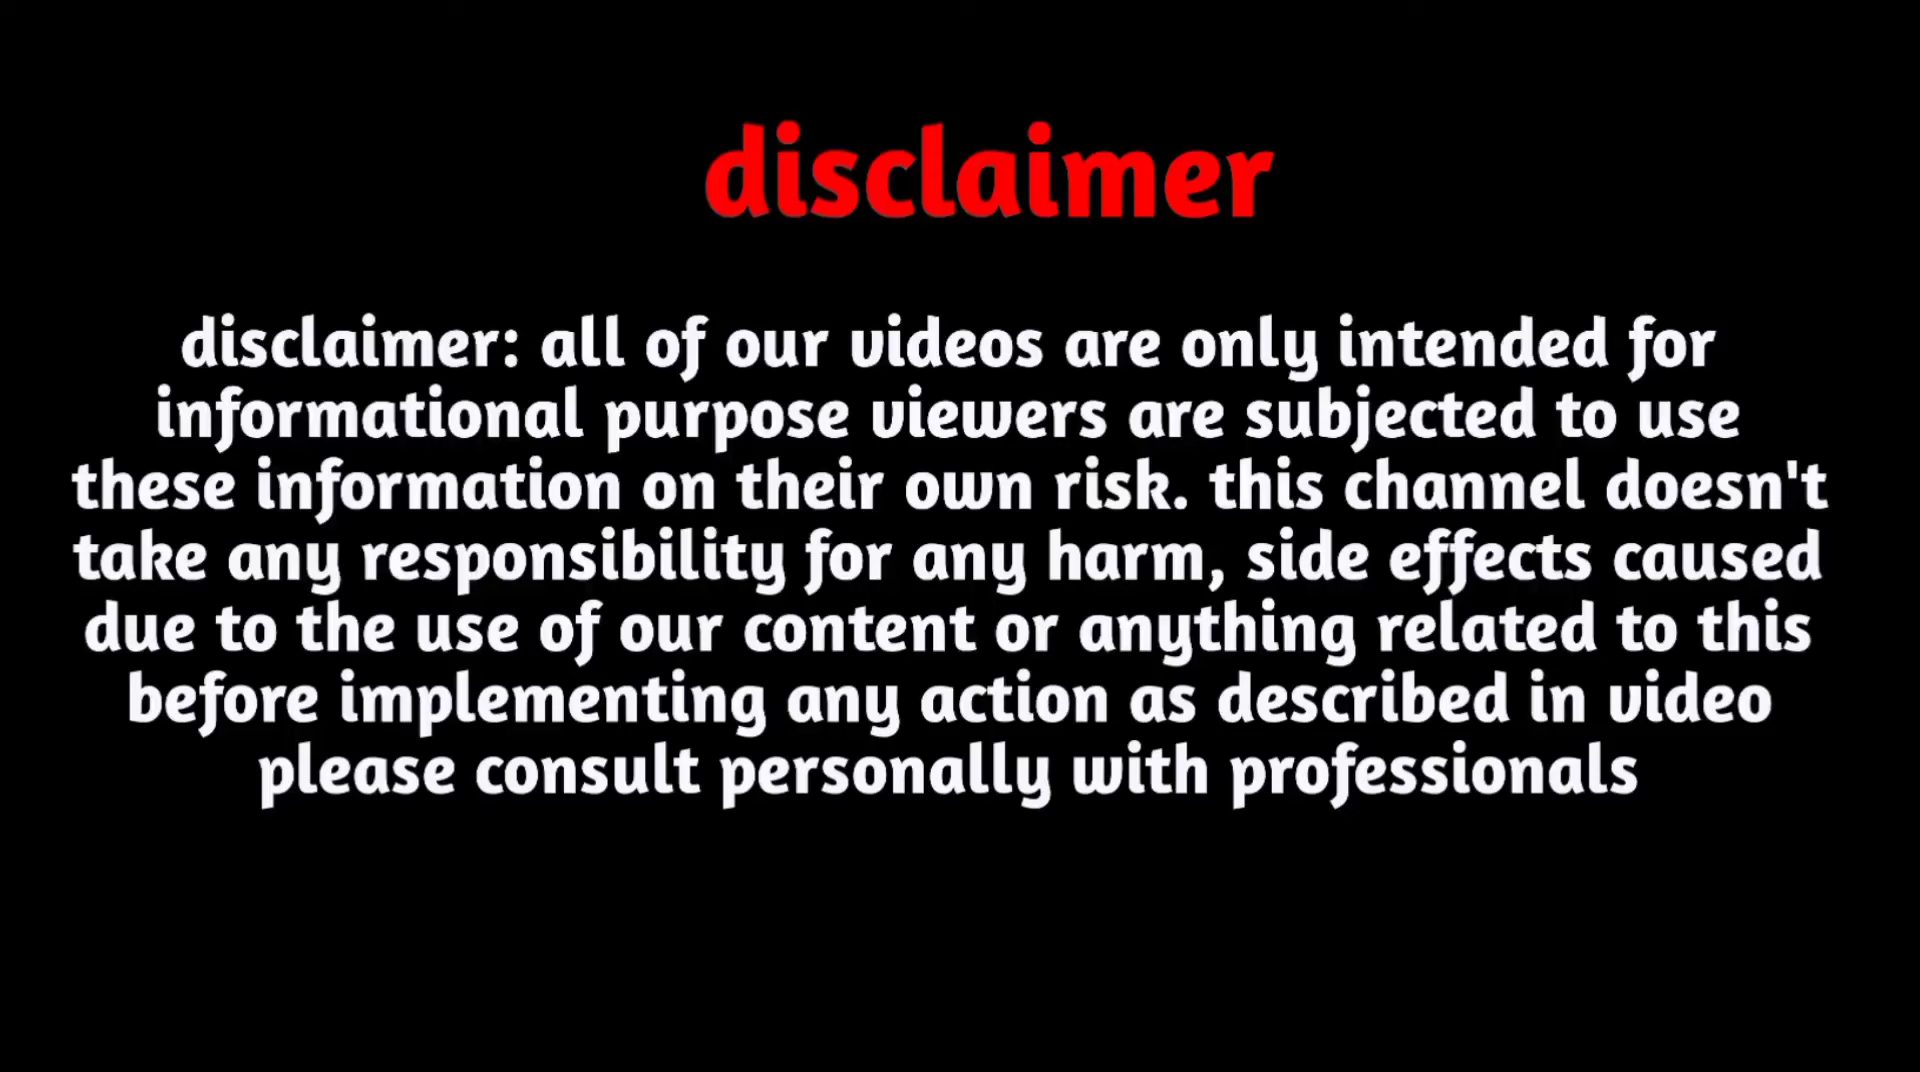 disclaimer
disclaimer: all of our videos are only intended for
informational purpose viewers are subjected to use
these information on their own risk. this channel doesn't
take any responsibility for any harm, side effects caused
due to the use of our content or anything related to this
before implementing any action as described in video
please consult personally with professionals